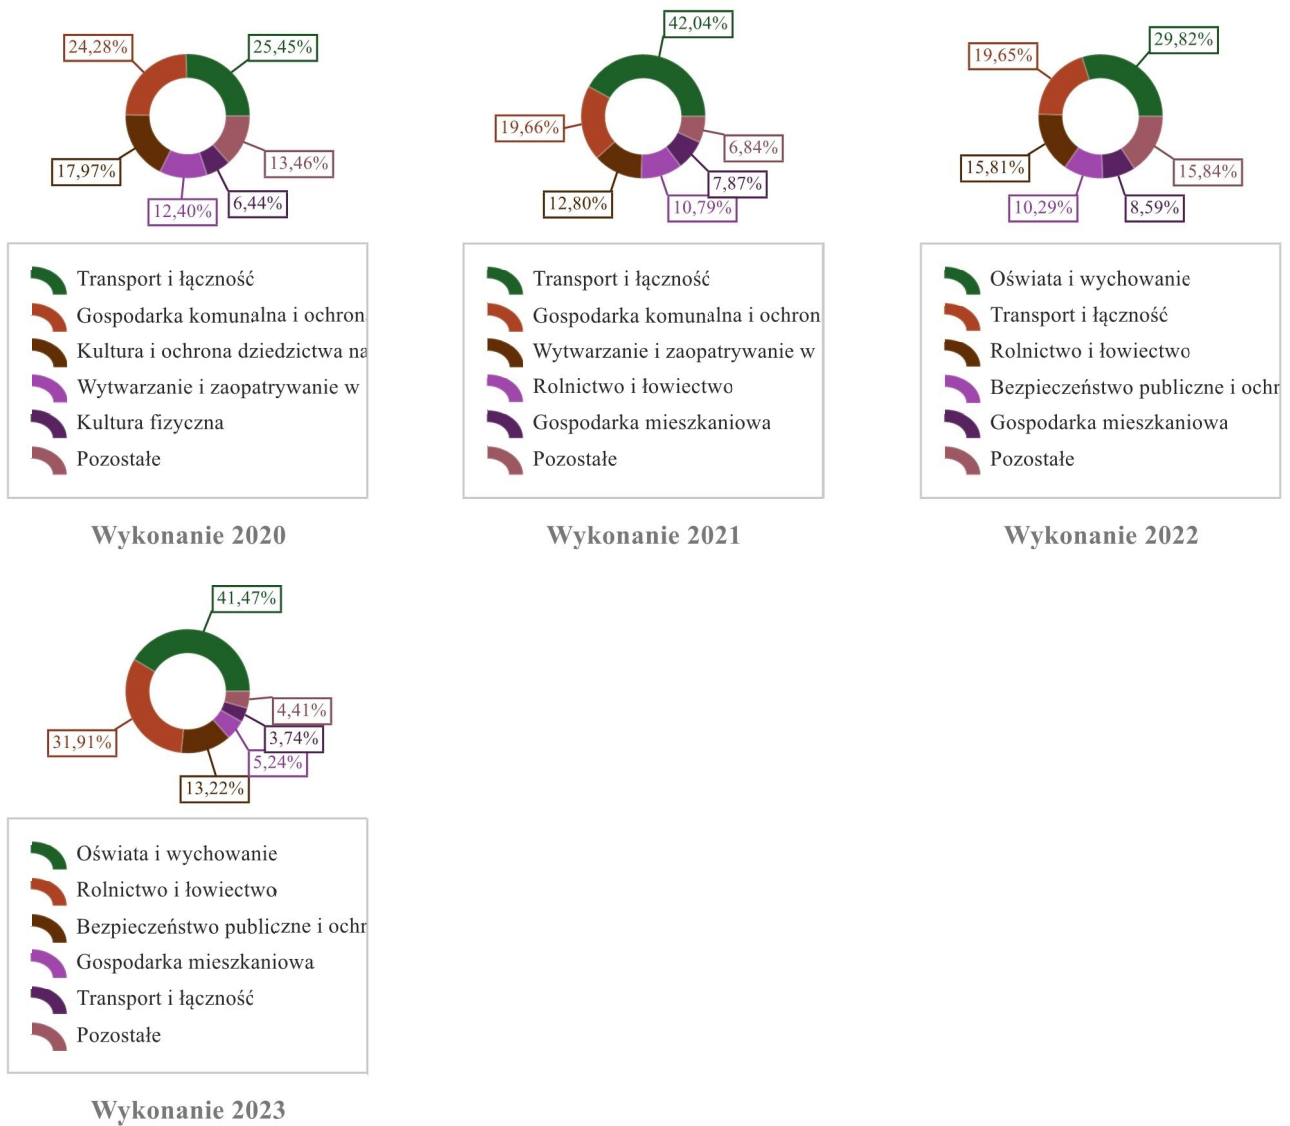 24,28%
25,45%
17,97%
13,46%
12,40%
6,44%
Transport i łączność
Gospodarka komunalna i ochron
Kultura i ochrona dziedzictwa na
Wytwarzanie i zaopatrywanie w
Kultura fizyczna
Pozostałe
Wykonanie 2020
42,04%
19,66%
6,84%
7,87%
12,80%
10,79%
Transport i łączność
Gospodarka komunalna i ochron
Wytwarzanie i zaopatrywanie w
Rolnictwo i łowiectwo
Gospodarka mieszkaniowa
Pozostałe
Wykonanie 2021
29,82%
19,65%
15,81%
15,84%
10,29%
8,59%
Oświata i wychowanie
Transport i łączność
Rolnictwo i łowiectwo
Bezpieczeństwo publiczne i ochr
Gospodarka mieszkaniowa
Pozostałe
Wykonanie 2022
41,47%
4,41%
31,91%
3,74%
5,24%
13,22%
Oświata i wychowanie
Rolnictwo i łowiectwo
Bezpieczeństwo publiczne i ochr
Gospodarka mieszkaniowa
Transport i łączność
Pozostałe
Wykonanie 2023